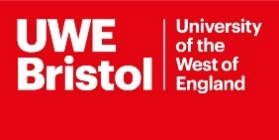 UWE
Bristol
University
of the
West of
England